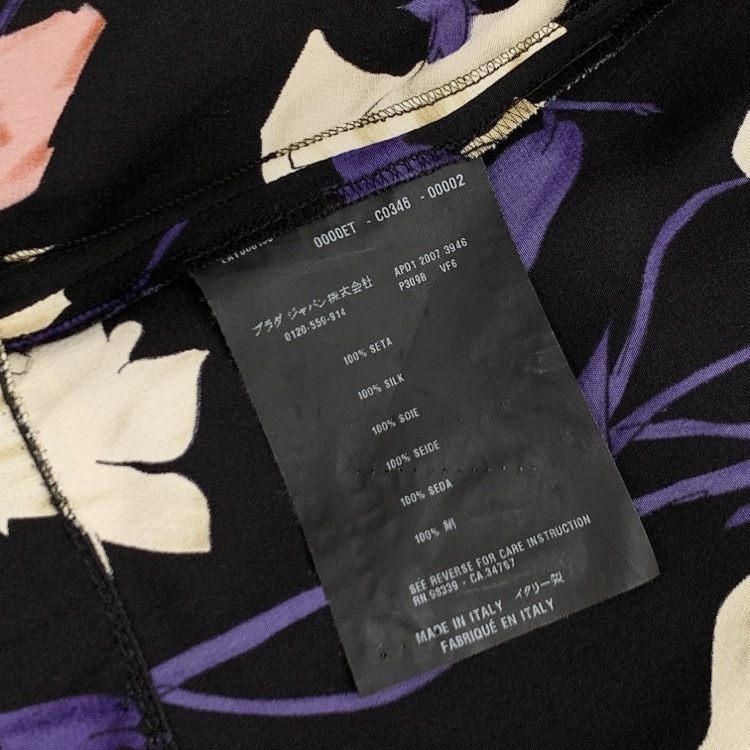 0000ET - C0346 - 00002
APD1 2007 3946
P309B VF6
プラダ ジャパン株式会社
0120-559-914
100% SETA
100% SILK
100% SOIE
100% SEIDE
100% SEDA
100% 絹
SEE REVERSE FOR CARE INSTRUCTION
RN 98339 - CA.34767
MADE IN ITALY イタリー製
FABRIQUÉ EN ITALY